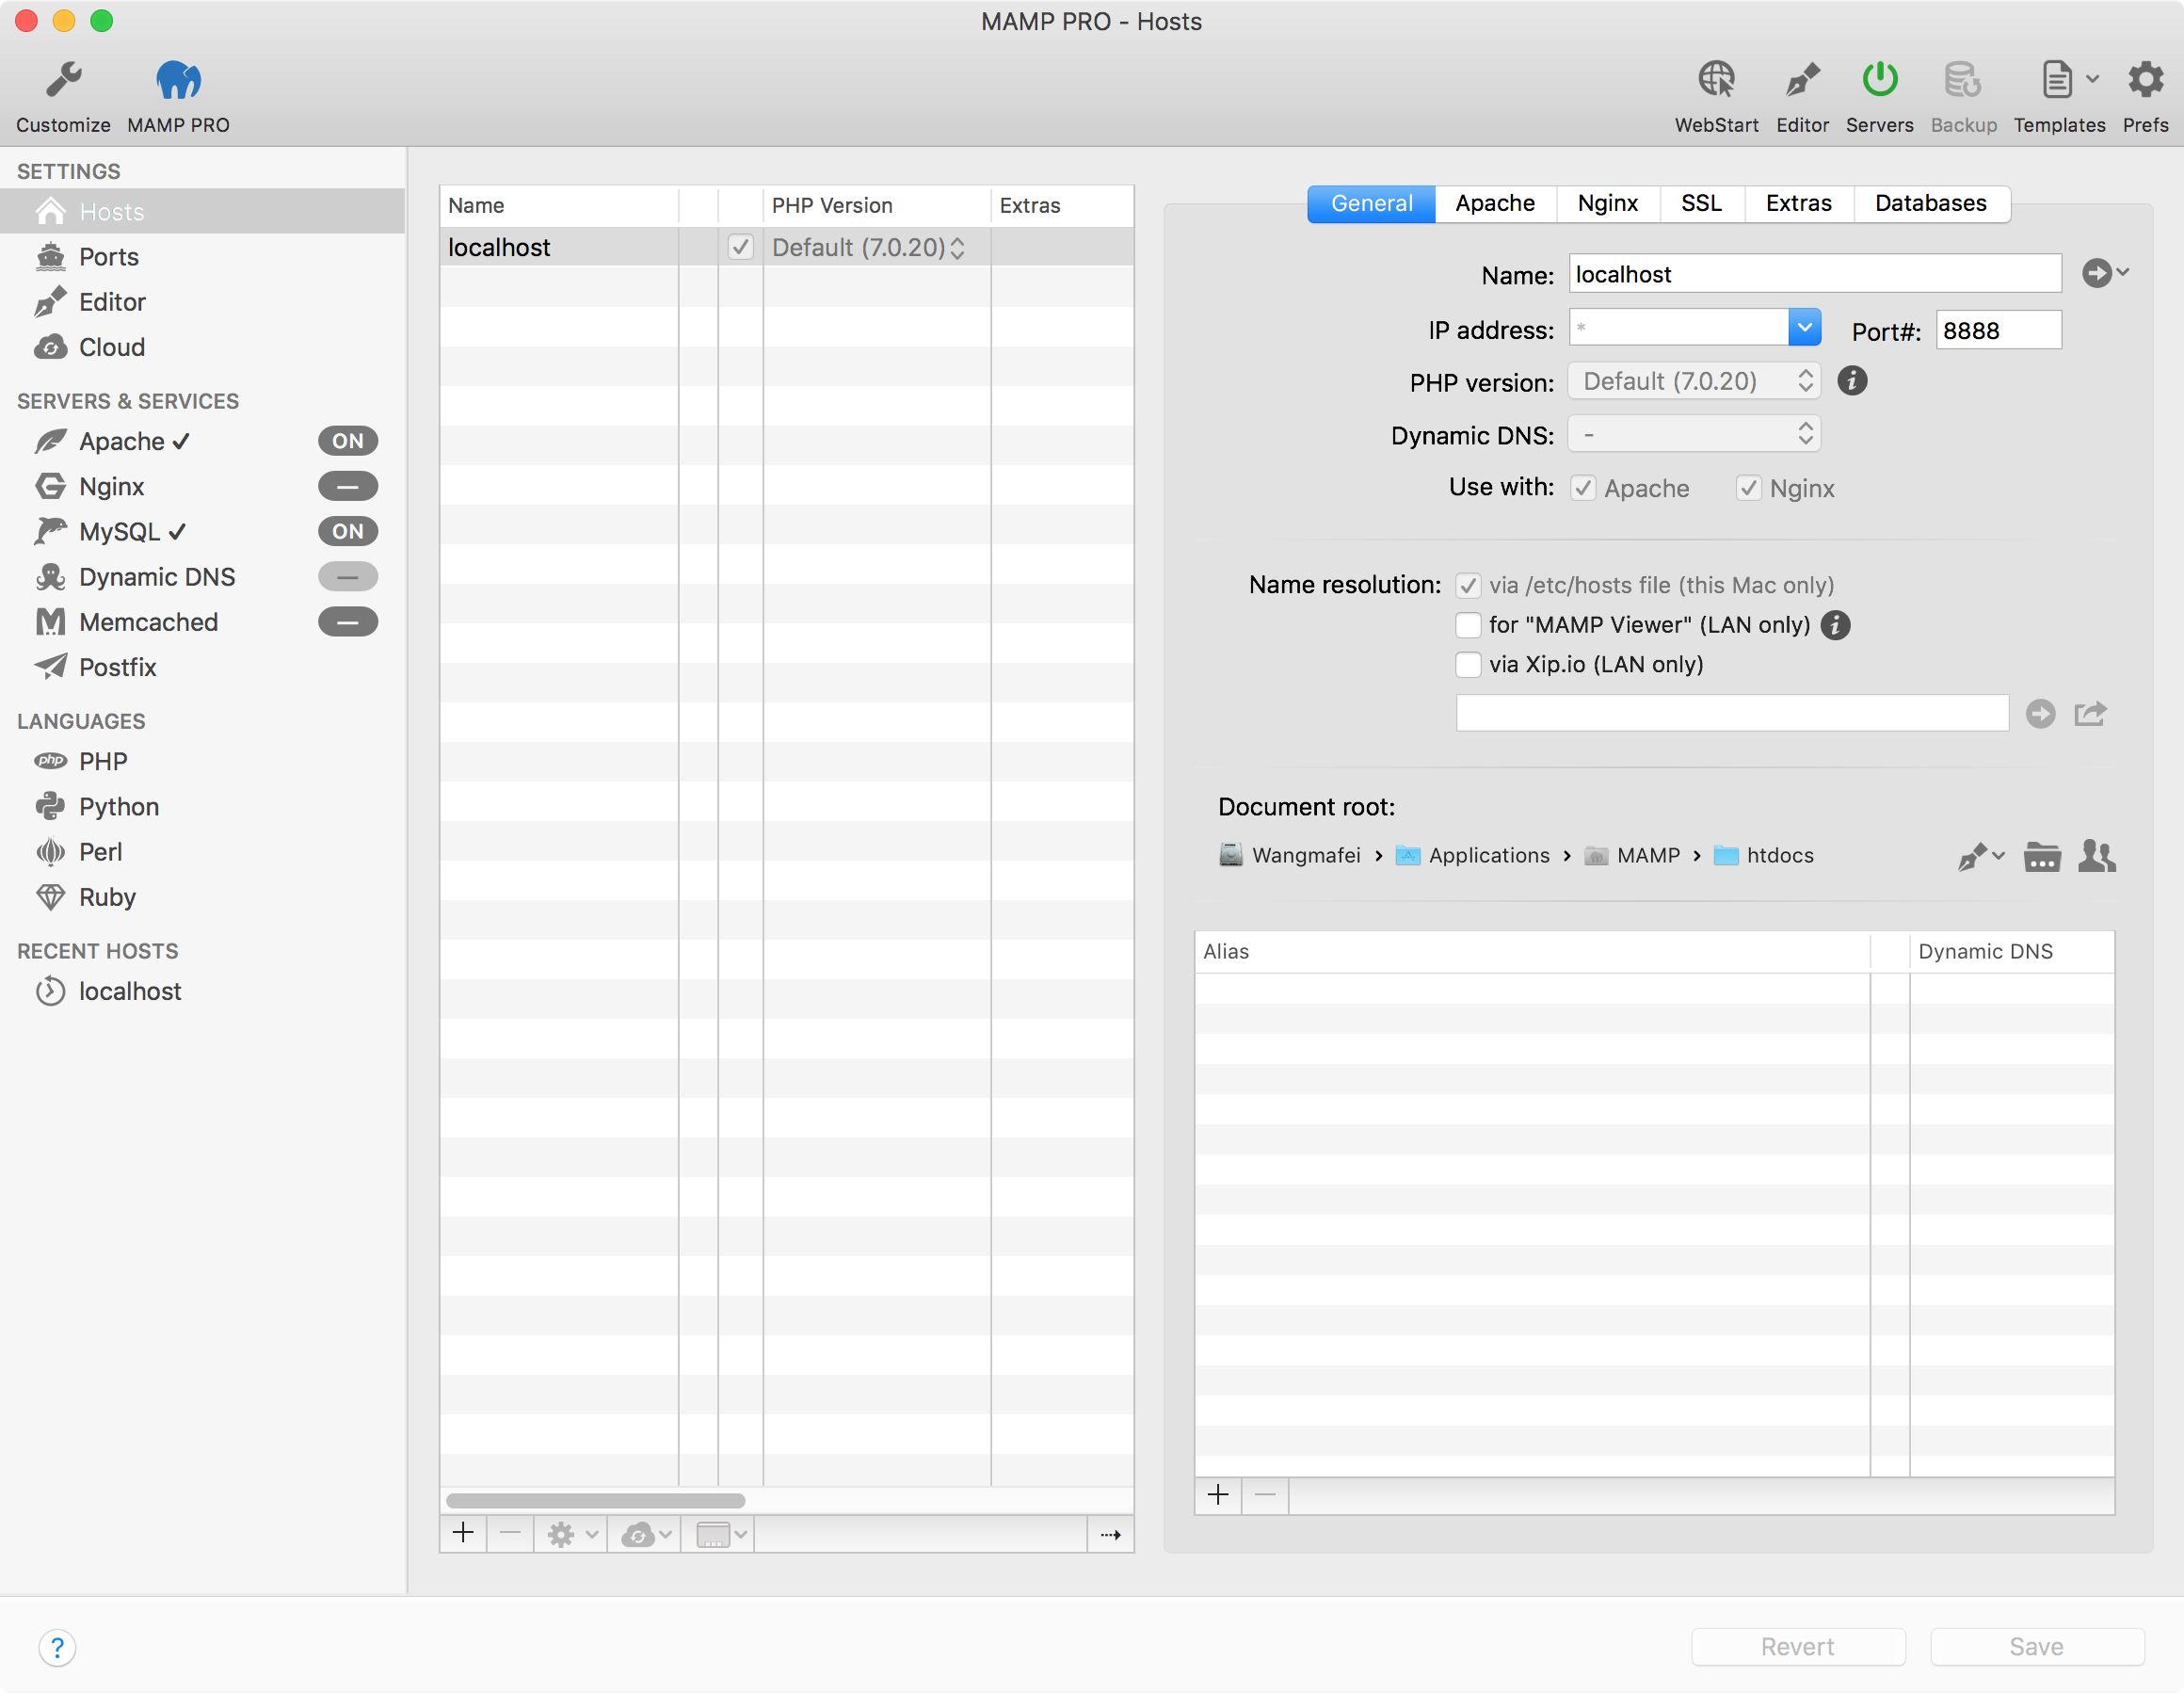 MAMP PRO - Hosts
Customize MAMP PRO WebStart Editor Servers Backup Templates Prefs
SETTINGS
Hosts
Ports
Editor
Cloud
SERVERS & SERVICES
Apache ✓ ON
Nginx —
MySQL ✓ ON
Dynamic DNS —
Memcached —
Postfix
LANGUAGES
php PHP
Python
Perl
Ruby
RECENT HOSTS
localhost
Name PHP Version Extras
localhost Default (7.0.20)
General Apache Nginx SSL Extras Databases
Name: localhost
IP address: * Port#: 8888
PHP version: Default (7.0.20) i
Dynamic DNS: -
Use with: Apache Nginx
Name resolution: via /etc/hosts file (this Mac only)
for "MAMP Viewer" (LAN only) i
via Xip.io (LAN only)
Document root:
Wangmafei › Applications › MAMP › htdocs
Alias Dynamic DNS
? Revert Save